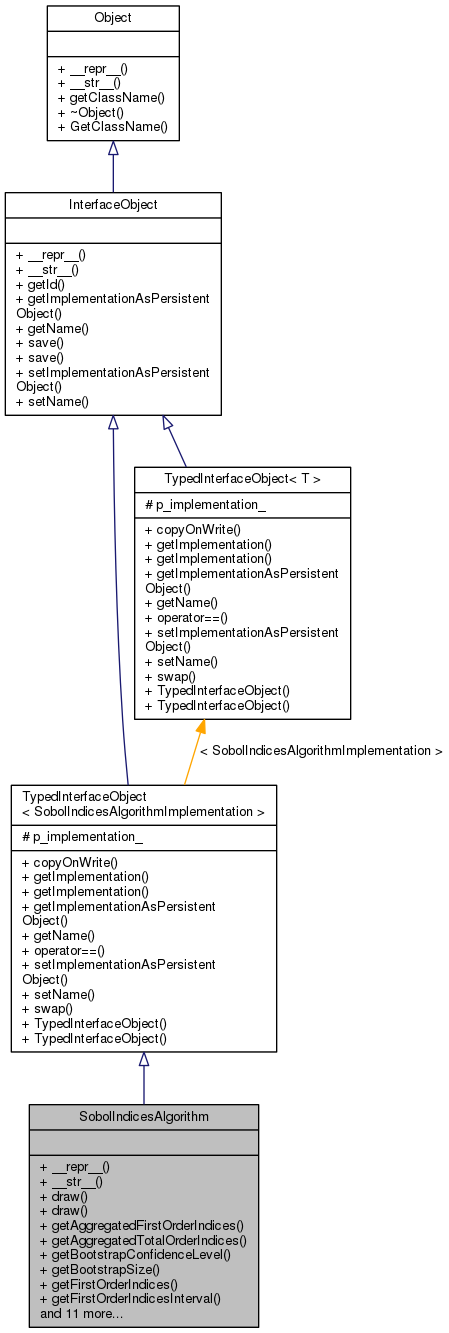 Object
+ __repr__()
+ __str__()
+ getClassName()
+ ~Object()
+ GetClassName()
InterfaceObject
+ __repr__()
+ __str__()
+ getId()
+ getImplementationAsPersistent
Object()
+ getName()
+ save()
+ save()
+ setImplementationAsPersistent
Object()
+ setName()
TypedInterfaceObject< T >
# p_implementation_
+ copyOnWrite()
+ getImplementation()
+ getImplementation()
+ getImplementationAsPersistent
Object()
+ getName()
+ operator==()
+ setImplementationAsPersistent
Object()
+ setName()
+ swap()
+ TypedInterfaceObject()
+ TypedInterfaceObject()
< SobolIndicesAlgorithmImplementation >
TypedInterfaceObject
< SobolIndicesAlgorithmImplementation >
# p_implementation_
+ copyOnWrite()
+ getImplementation()
+ getImplementation()
+ getImplementationAsPersistent
Object()
+ getName()
+ operator==()
+ setImplementationAsPersistent
Object()
+ setName()
+ swap()
+ TypedInterfaceObject()
+ TypedInterfaceObject()
SobolIndicesAlgorithm
+ __repr__()
+ __str__()
+ draw()
+ draw()
+ getAggregatedFirstOrderIndices()
+ getAggregatedTotalOrderIndices()
+ getBootstrapConfidenceLevel()
+ getBootstrapSize()
+ getFirstOrderIndices()
+ getFirstOrderIndicesInterval()
and 11 more...